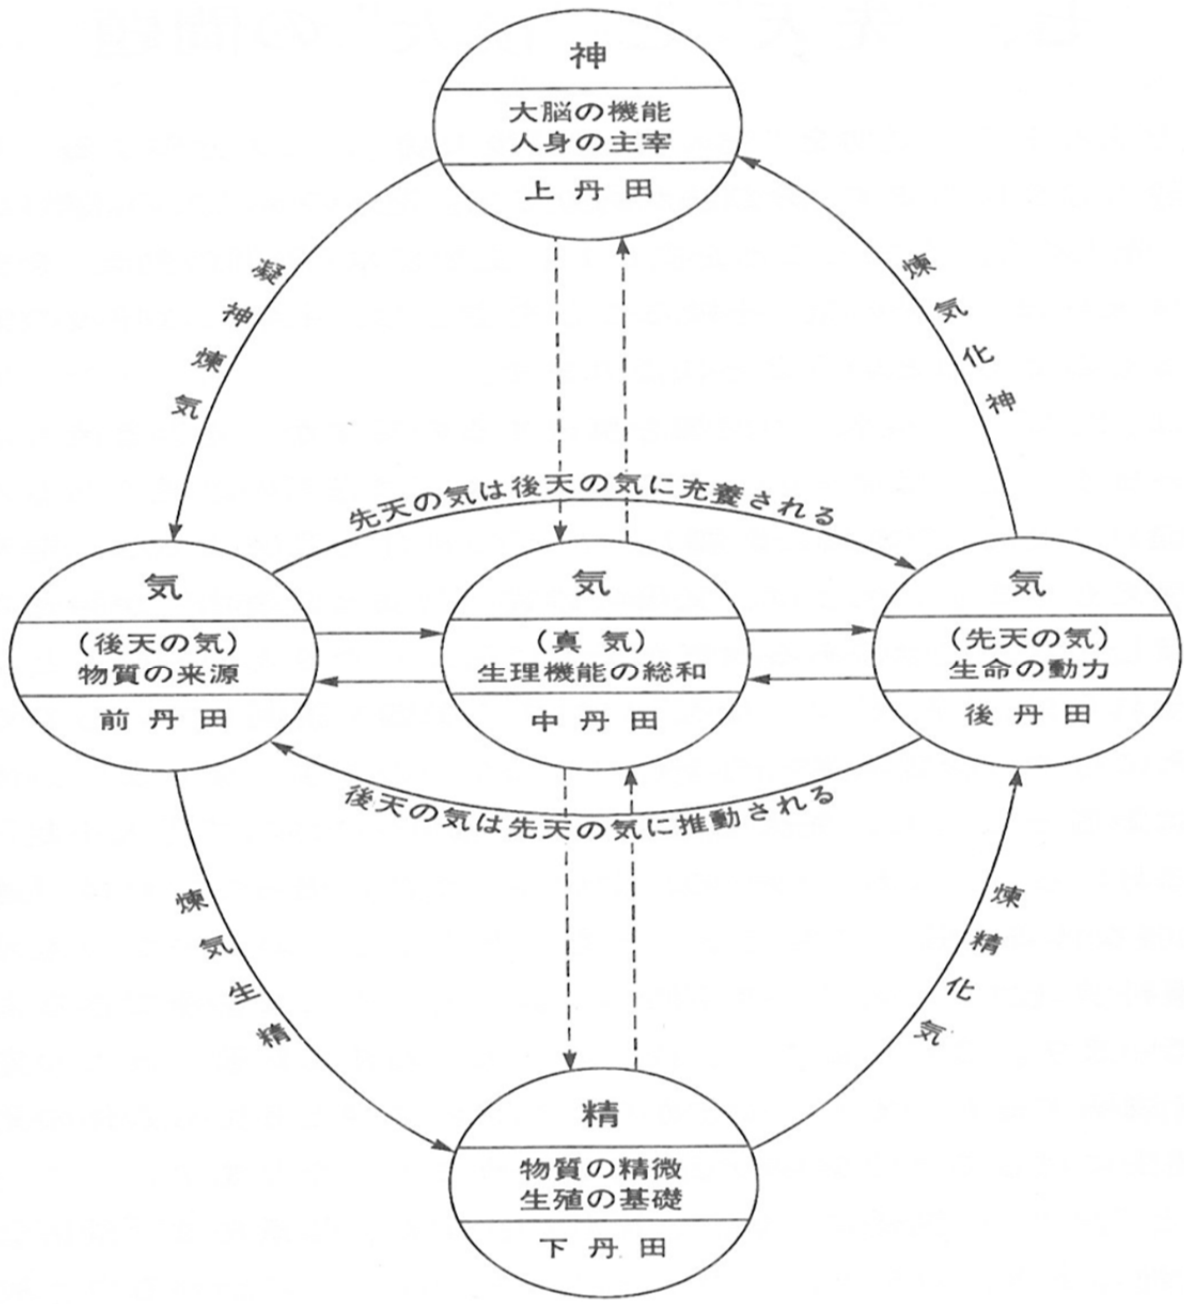 神
大脳の機能
人身の主宰
上丹田
凝神煉気
煉気化神
先天の気は後天の気に充養される
気
(後天の気)
物質の来源
前丹田
気
(真気)
生理機能の総和
中丹田
気
(先天の気)
生命の動力
後丹田
後天の気は先天の気に推動される
煉気生精
煉精化気
精
物質の精微
生殖の基礎
下丹田